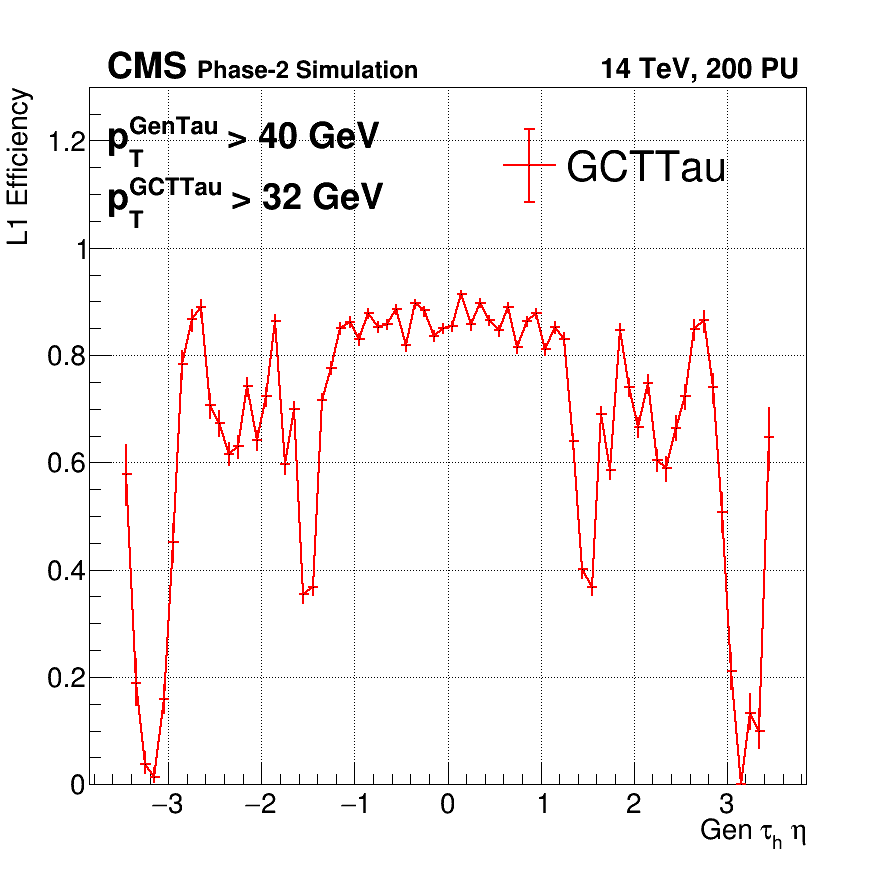 CMS Phase-2 Simulation 14 TeV, 200 PU
L1 Efficiency
p_T^GenTau > 40 GeV
p_T^GCTTau > 32 GeV
GCTTau
1.2
1
0.8
0.6
0.4
0.2
0
−3 −2 −1 0 1 2 3
Gen τ_h η